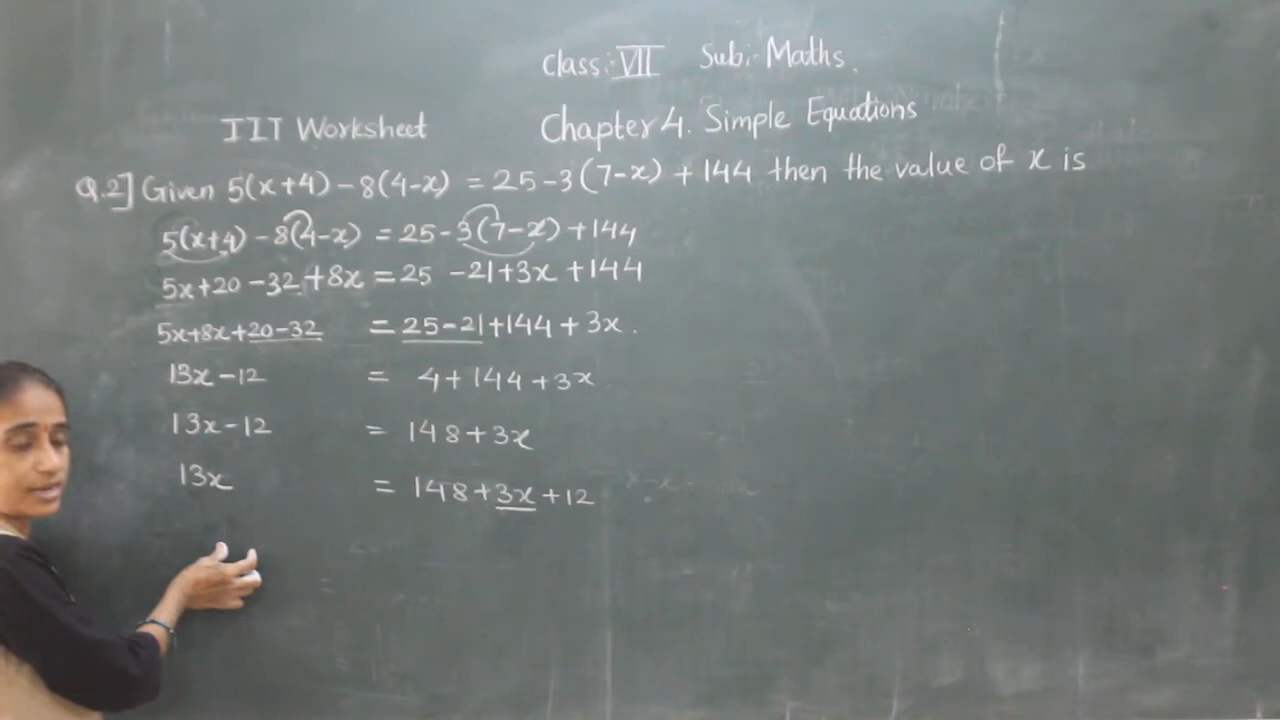 Class:- VII Sub:- Maths.
IIT Worksheet Chapter 4. Simple Equations
Q.2] Given 5(x+4) - 8(4-x) = 25 - 3(7-x) + 144 then the value of x is
5(x+4) - 8(4-x) = 25 - 3(7-x) + 144
5x+20 - 32 + 8x = 25 - 21 + 3x + 144
5x+8x+20-32 = 25-21+144+3x.
13x - 12 = 4 + 144 + 3x
13x - 12 = 148 + 3x
13x = 148 + 3x + 12